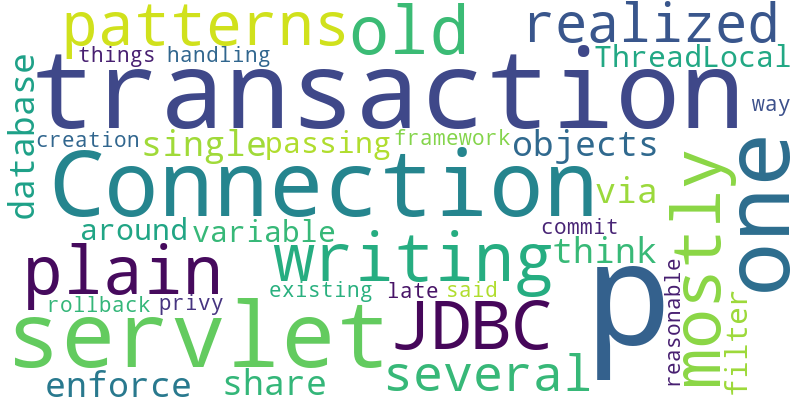 patterns
old
realized
things
handling
ThreadLocal
transaction
database
way
creation
single
passing
framework
objects
one
Connection
via
mostly
around
variable
commit
writing
think
plain
p
existing
late
said
reasonable
filter
rollback
privy
servlet
JDBC
several
enforce
share